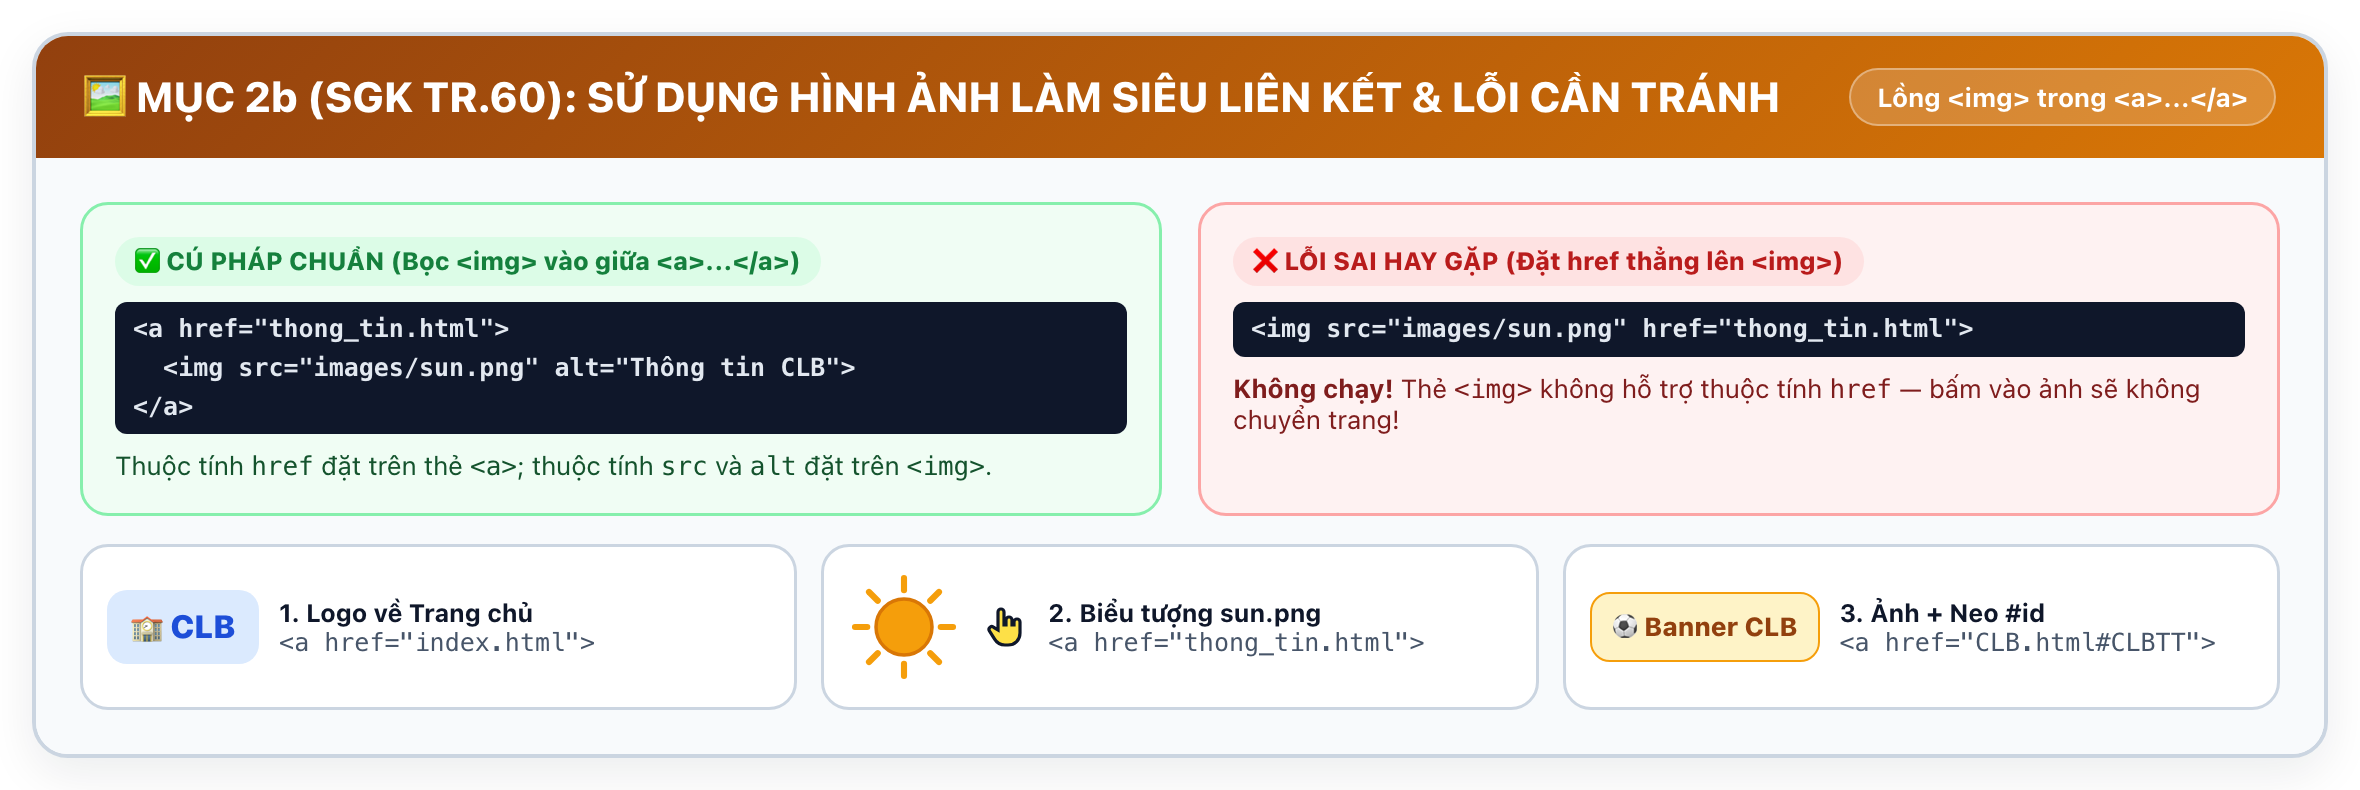 MỤC 2b (SGK TR.60): SỬ DỤNG HÌNH ẢNH LÀM SIÊU LIÊN KẾT & LỖI CẦN TRÁNH
Lồng <img> trong <a>...</a>
CÚ PHÁP CHUẨN (Bọc <img> vào giữa <a>...</a>)
<a href="thong_tin.html">
  <img src="images/sun.png" alt="Thông tin CLB">
</a>
Thuộc tính href đặt trên thẻ <a>; thuộc tính src và alt đặt trên <img>.
LỖI SAI HAY GẶP (Đặt href thẳng lên <img>)
<img src="images/sun.png" href="thong_tin.html">
Không chạy! Thẻ <img> không hỗ trợ thuộc tính href — bấm vào ảnh sẽ không
chuyển trang!
CLB
1. Logo về Trang chủ
<a href="index.html">
2. Biểu tượng sun.png
<a href="thong_tin.html">
Banner CLB
3. Ảnh + Neo #id
<a href="CLB.html#CLBTT">